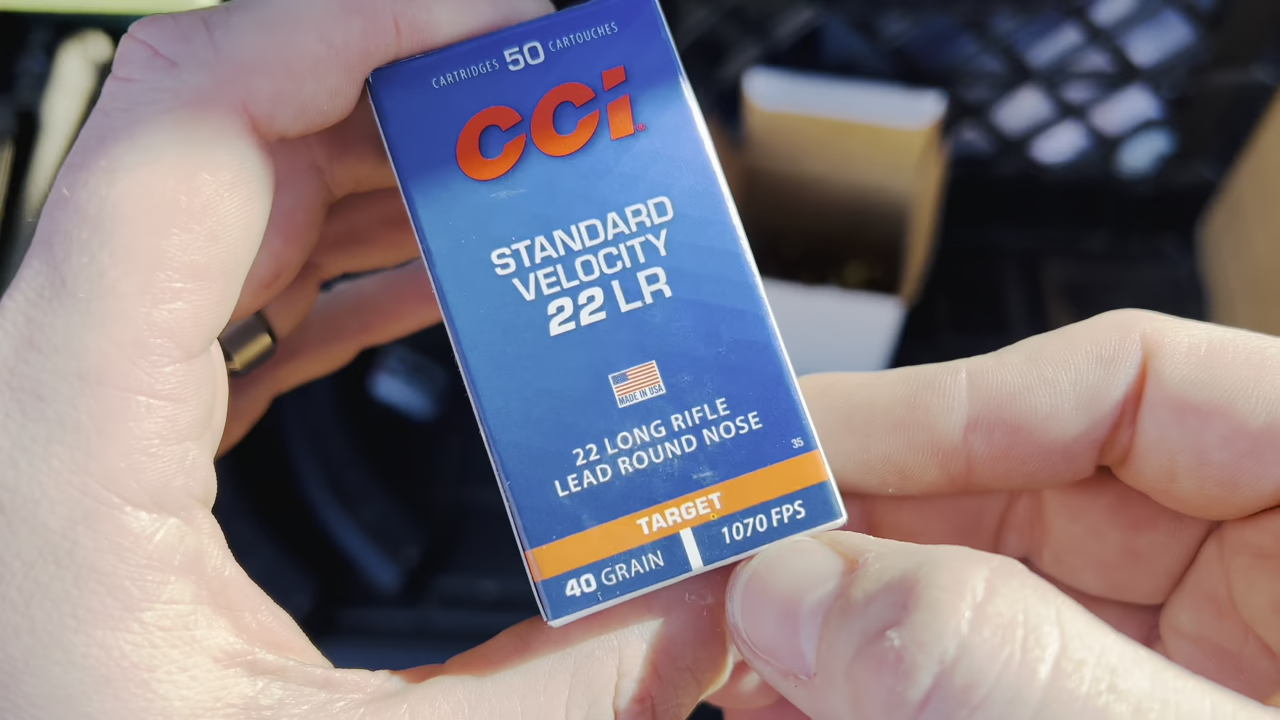 CARTRIDGES 50 CARTOUCHES
CCi®
STANDARD
VELOCITY
22 LR
MADE IN USA
22 LONG RIFLE
LEAD ROUND NOSE
35
TARGET
40 GRAIN
1070 FPS